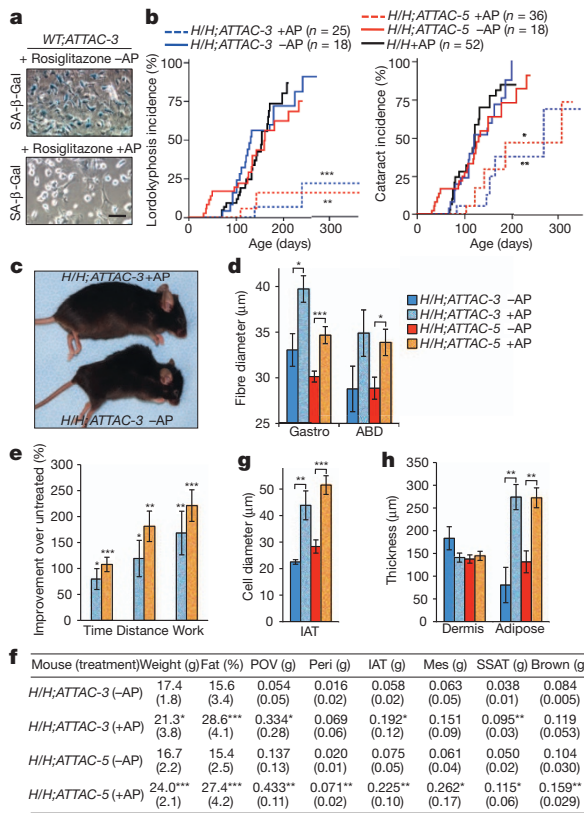 a
WT;ATTAC-3
+ Rosiglitazone –AP
SA-β-Gal
+ Rosiglitazone +AP
SA-β-Gal
b
H/H;ATTAC-3 +AP (n = 25)
H/H;ATTAC-3 –AP (n = 18)
H/H;ATTAC-5 +AP (n = 36)
H/H;ATTAC-5 –AP (n = 18)
H/H+AP (n = 52)
Lordokyphosis incidence (%)
100
75
50
25
0
***
**
0 100 200 300
Age (days)
Cataract incidence (%)
100
75
50
25
0
*
**
0 100 200 300
Age (days)
c
H/H;ATTAC-3 +AP
H/H;ATTAC-3 –AP
d
Fibre diameter (μm)
45
40
35
30
25
* *** *
Gastro ABD
H/H;ATTAC-3 –AP
H/H;ATTAC-3 +AP
H/H;ATTAC-5 –AP
H/H;ATTAC-5 +AP
e
Improvement over untreated (%)
300
250
200
150
100
50
0
* *** * ** ** ***
Time Distance Work
g
Cell diameter (μm)
60
50
40
30
20
10
0
** ***
IAT
h
Thickness (μm)
350
300
250
200
150
100
50
0
** **
Dermis Adipose
f
Mouse (treatment) Weight (g) Fat (%) POV (g) Peri (g) IAT (g) Mes (g) SSAT (g) Brown (g)
H/H;ATTAC-3 (–AP) 17.4 15.6 0.054 0.016 0.058 0.063 0.038 0.084
(1.8) (3.4) (0.05) (0.02) (0.02) (0.05) (0.01) (0.005)
H/H;ATTAC-3 (+AP) 21.3* 28.6*** 0.334* 0.069 0.192* 0.151 0.095** 0.119
(3.8) (4.1) (0.28) (0.06) (0.12) (0.09) (0.03) (0.053)
H/H;ATTAC-5 (–AP) 16.7 15.4 0.137 0.020 0.075 0.061 0.050 0.104
(2.2) (2.5) (0.13) (0.01) (0.05) (0.04) (0.02) (0.030)
H/H;ATTAC-5 (+AP) 24.0*** 27.4*** 0.433** 0.071** 0.225** 0.262* 0.115* 0.159**
(2.1) (4.2) (0.11) (0.02) (0.10) (0.17) (0.06) (0.029)